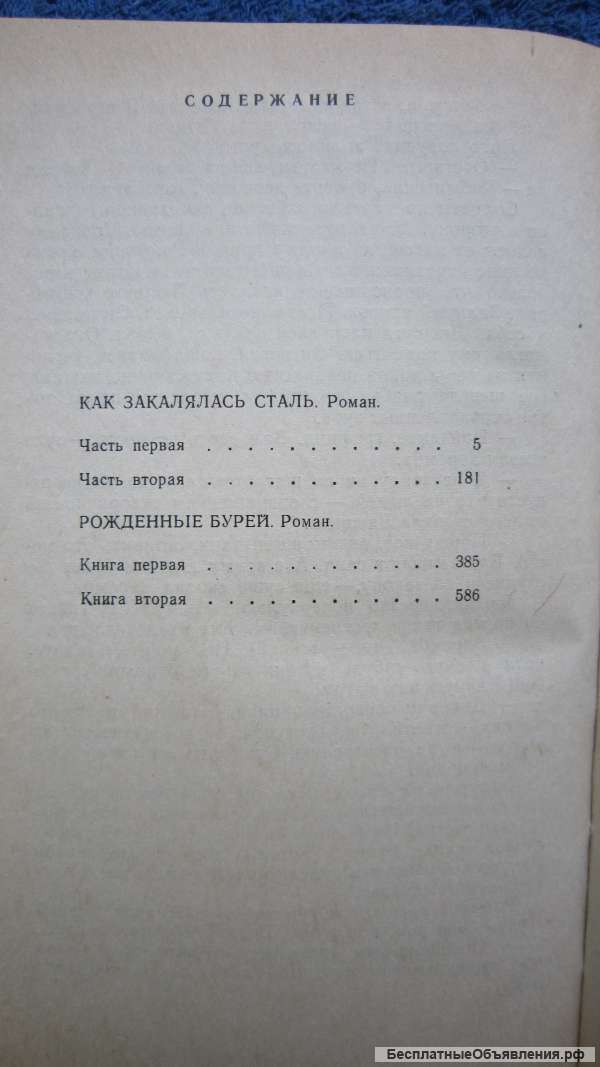 СОДЕРЖАНИЕ
КАК ЗАКАЛЯЛАСЬ СТАЛЬ. Роман.
Часть первая . . . . . . . . . . . . 5
Часть вторая . . . . . . . . . . . . 181
РОЖДЕННЫЕ БУРЕЙ. Роман.
Книга первая . . . . . . . . . . . . 385
Книга вторая . . . . . . . . . . . . 586
БесплатныеОбъявления.рф